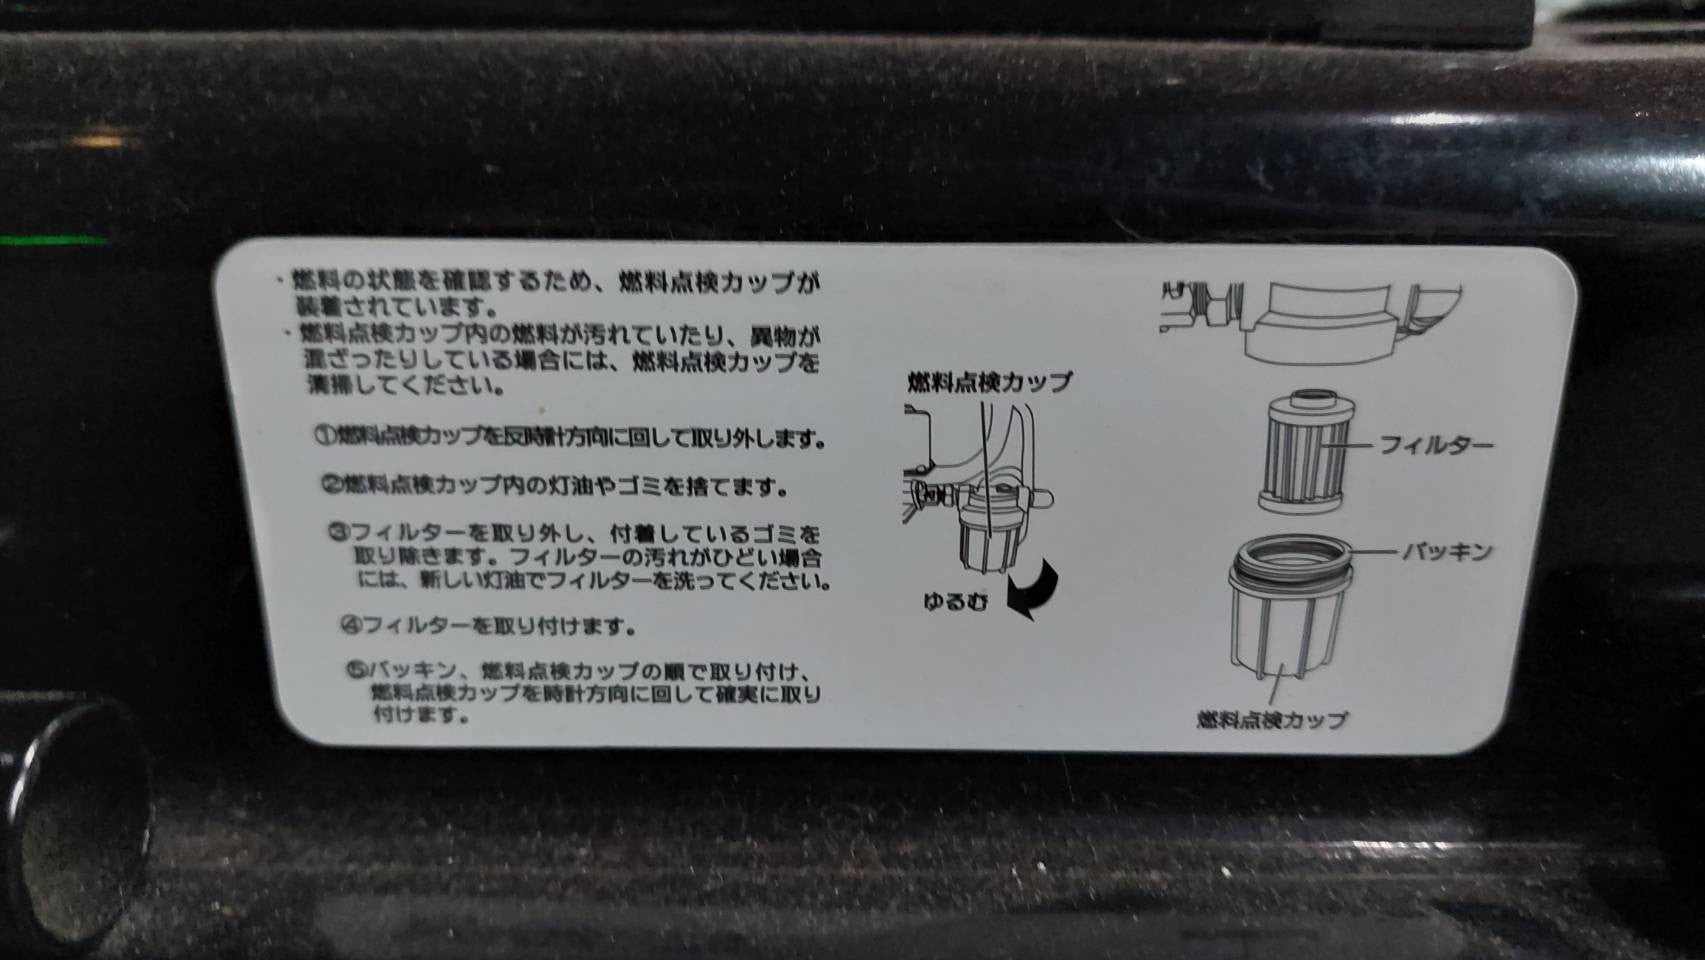 ・燃料の状態を確認するため、燃料点検カップが
装着されています。
・燃料点検カップ内の燃料が汚れていたり、異物が
混ざったりしている場合には、燃料点検カップを
清掃してください。
①燃料点検カップを反時計方向に回して取り外します。
②燃料点検カップ内の灯油やゴミを捨てます。
③フィルターを取り外し、付着しているゴミを
取り除きます。フィルターの汚れがひどい場合
には、新しい灯油でフィルターを洗ってください。
④フィルターを取り付けます。
⑤パッキン、燃料点検カップの順で取り付け、
燃料点検カップを時計方向に回して確実に取り
付けます。
燃料点検カップ
ゆるむ
フィルター
パッキン
燃料点検カップ